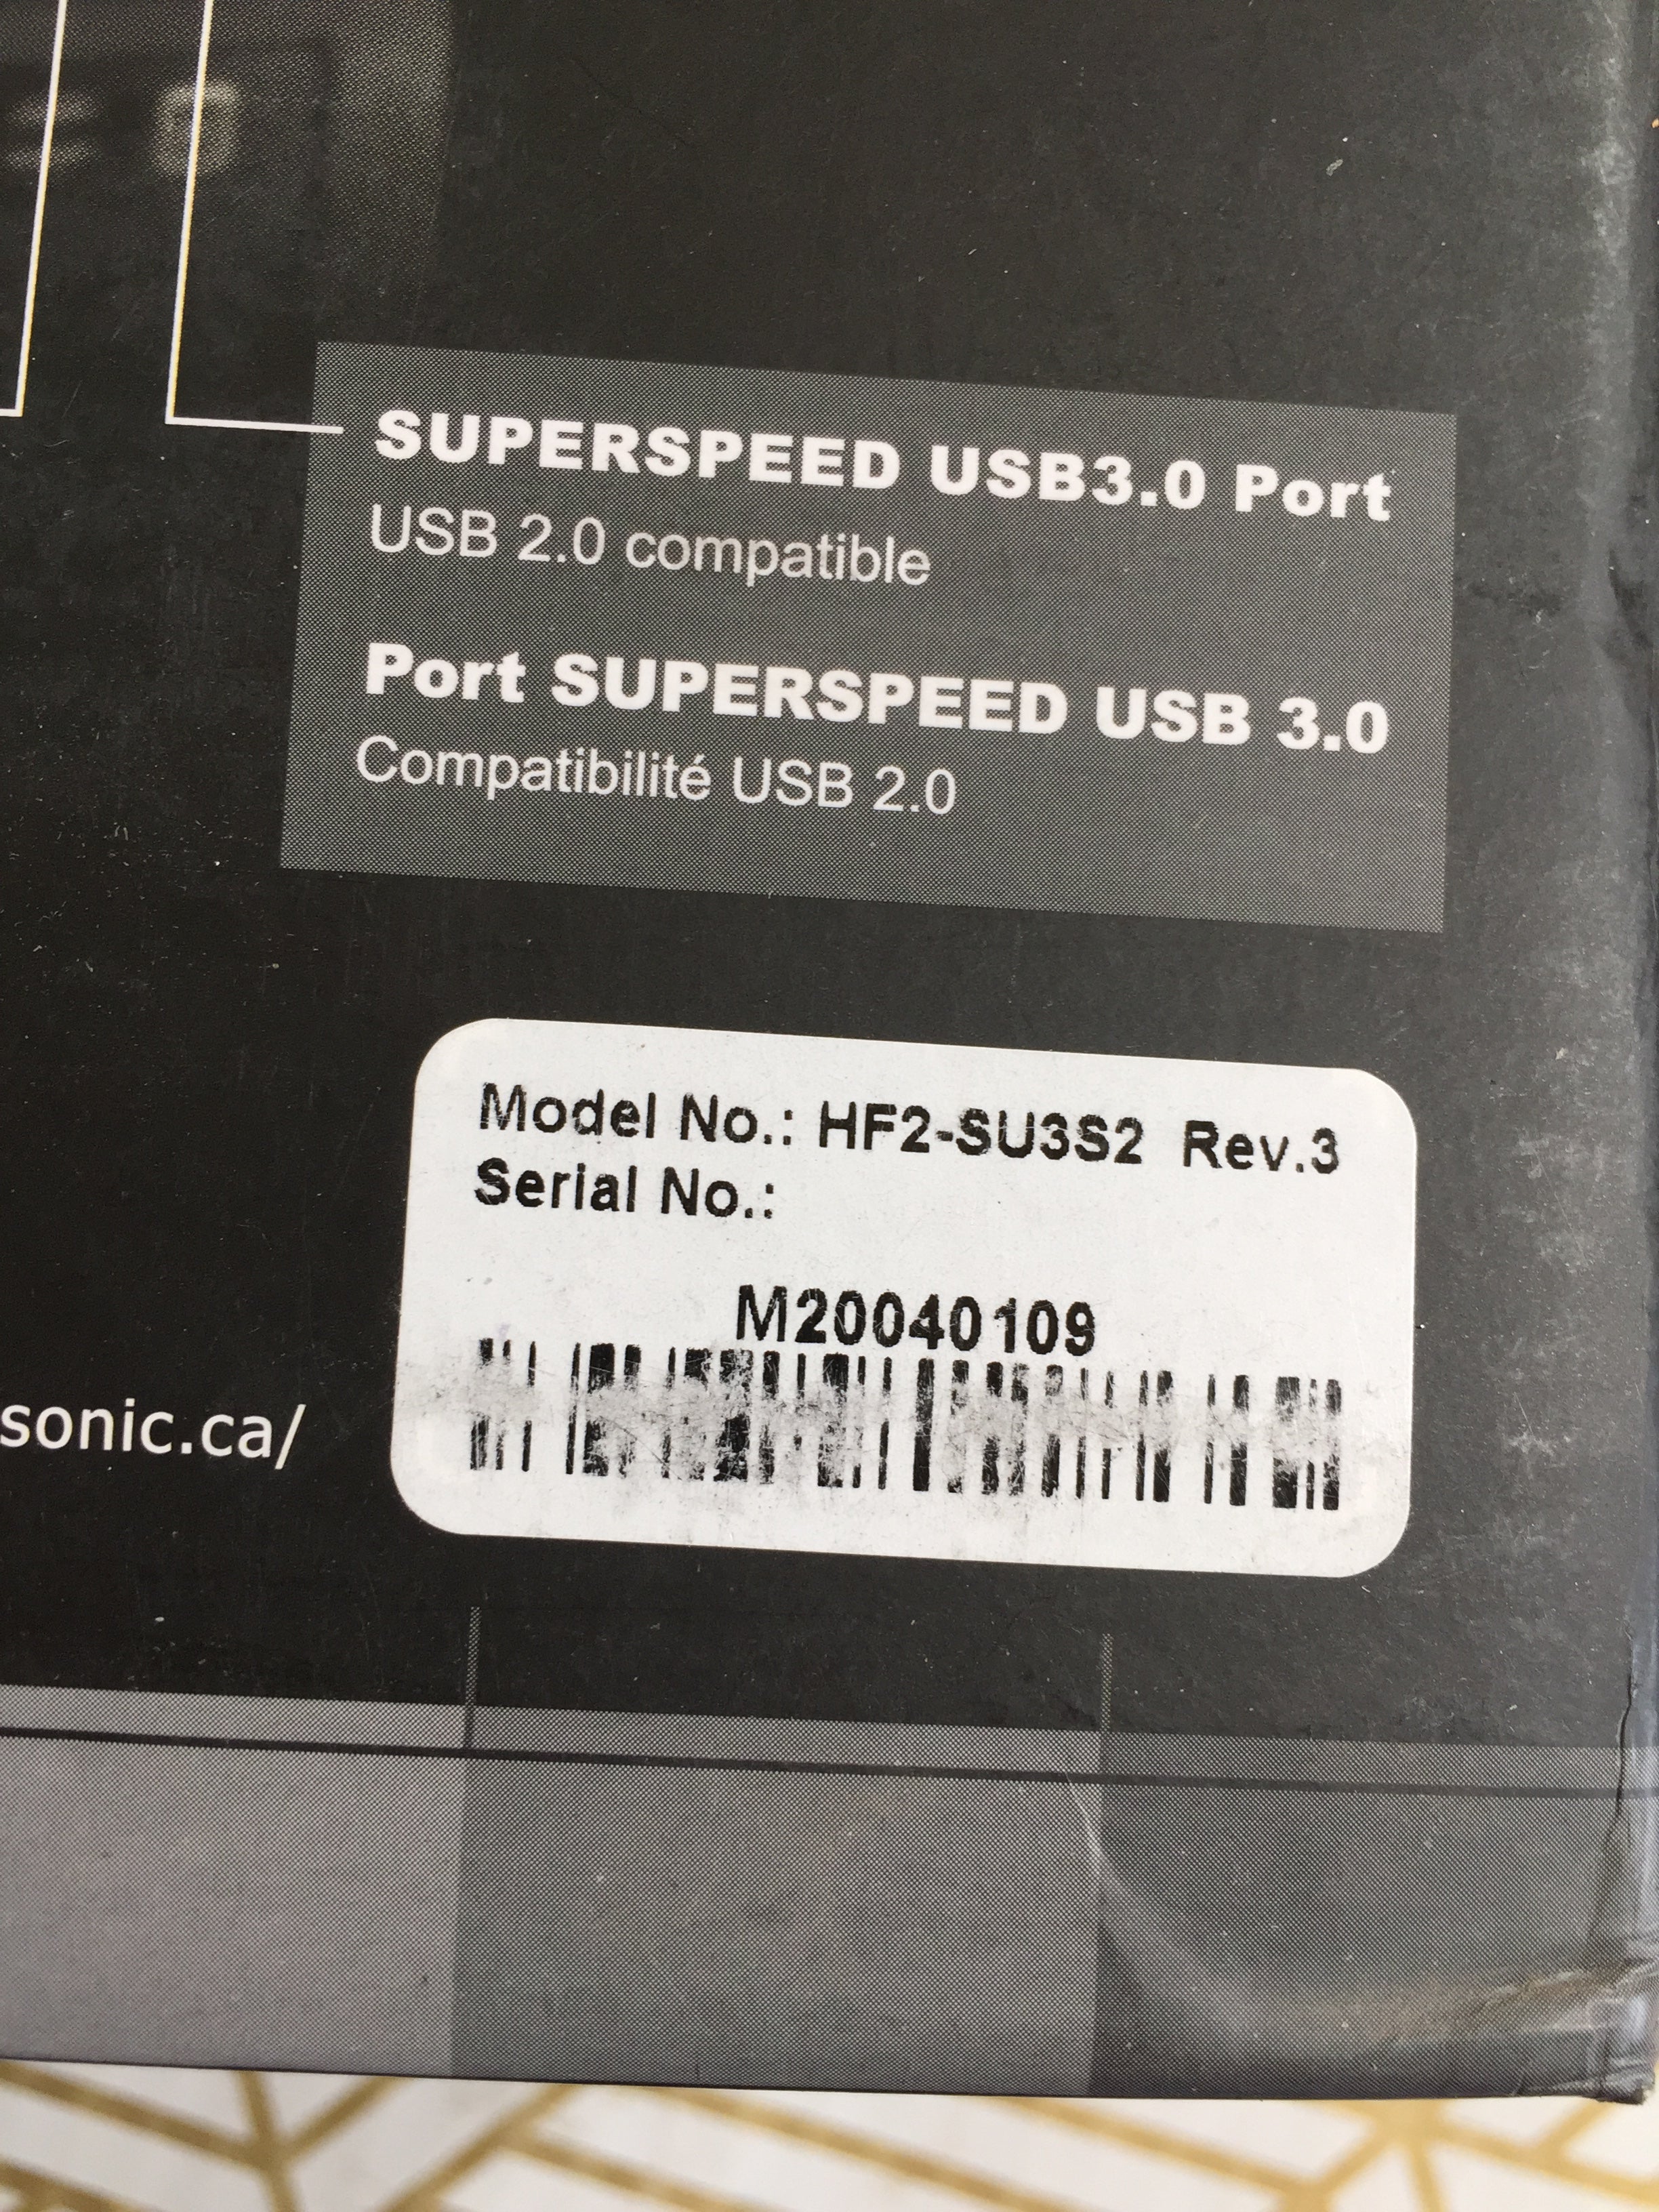 SUPERSPEED USB3.0 Port
USB 2.0 compatible
Port SUPERSPEED USB 3.0
Compatibilité USB 2.0
Model No.: HF2-SU3S2 Rev.3
Serial No.:
M20040109
sonic.ca/